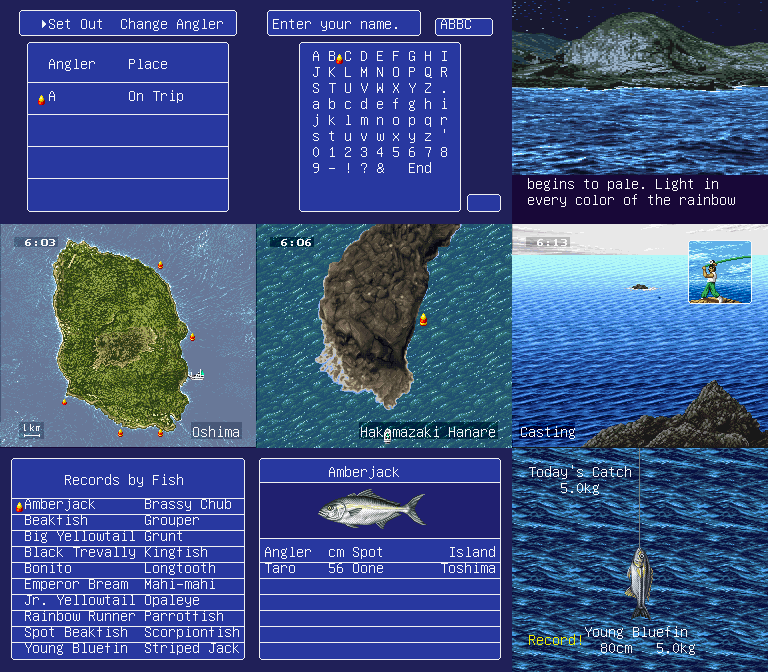 Set Out Change Angler
Angler Place
A On Trip
Enter your name. ABBC
A B C D E F G H I
J K L M N O P Q R
S T U V W X Y Z .
a b c d e f g h i
j k l m n o p q r
s t u v w x y z '
0 1 2 3 4 5 6 7 8
9 - ! ? & End
begins to pale. Light in
every color of the rainbow
6:03
1km
Oshima
6:06
Hakamazaki Hanare
6:13
Casting
Records by Fish
Amberjack Brassy Chub
Beakfish Grouper
Big Yellowtail Grunt
Black Trevally Kingfish
Bonito Longtooth
Emperor Bream Mahi-mahi
Jr. Yellowtail Opaleye
Rainbow Runner Parrotfish
Spot Beakfish Scorpionfish
Young Bluefin Striped Jack
Amberjack
Angler cm Spot Island
Taro 56 Oone Toshima
Today's Catch
5.0kg
Record! Young Bluefin
80cm 5.0kg